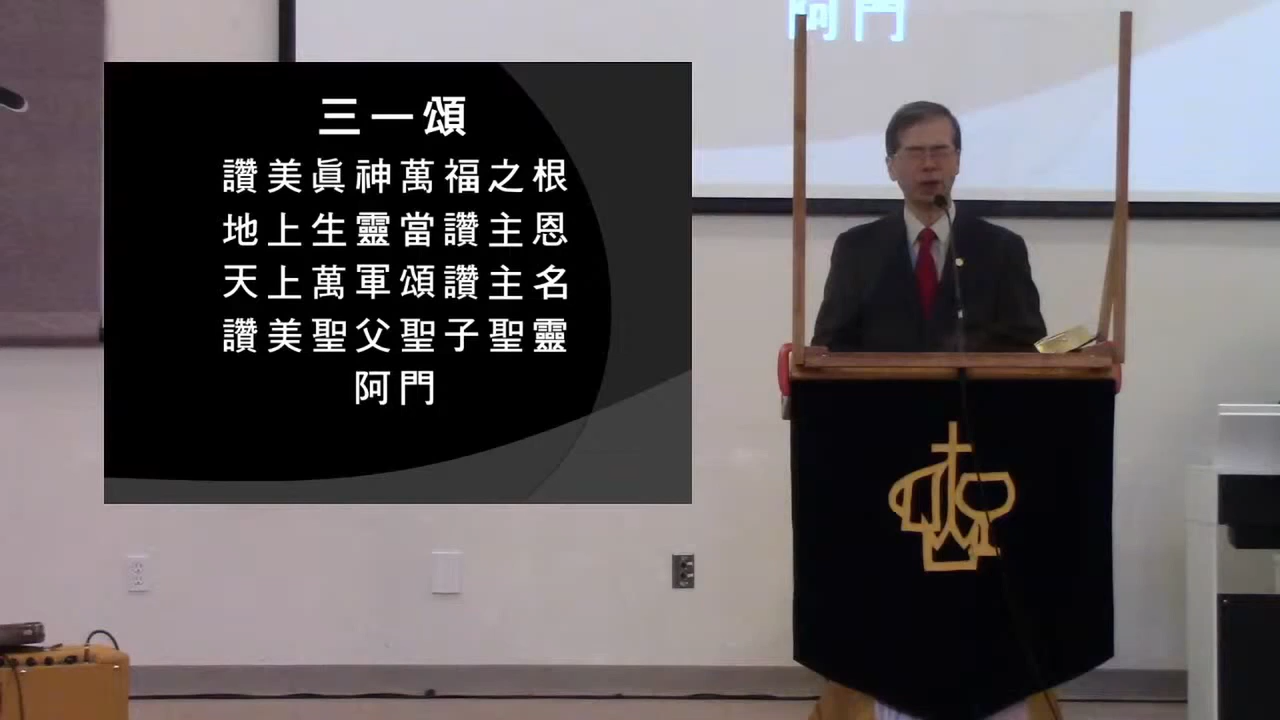 阿門
三一頌
讚美眞神萬福之根
地上生靈當讚主恩
天上萬軍頌讚主名
讚美聖父聖子聖靈
阿門